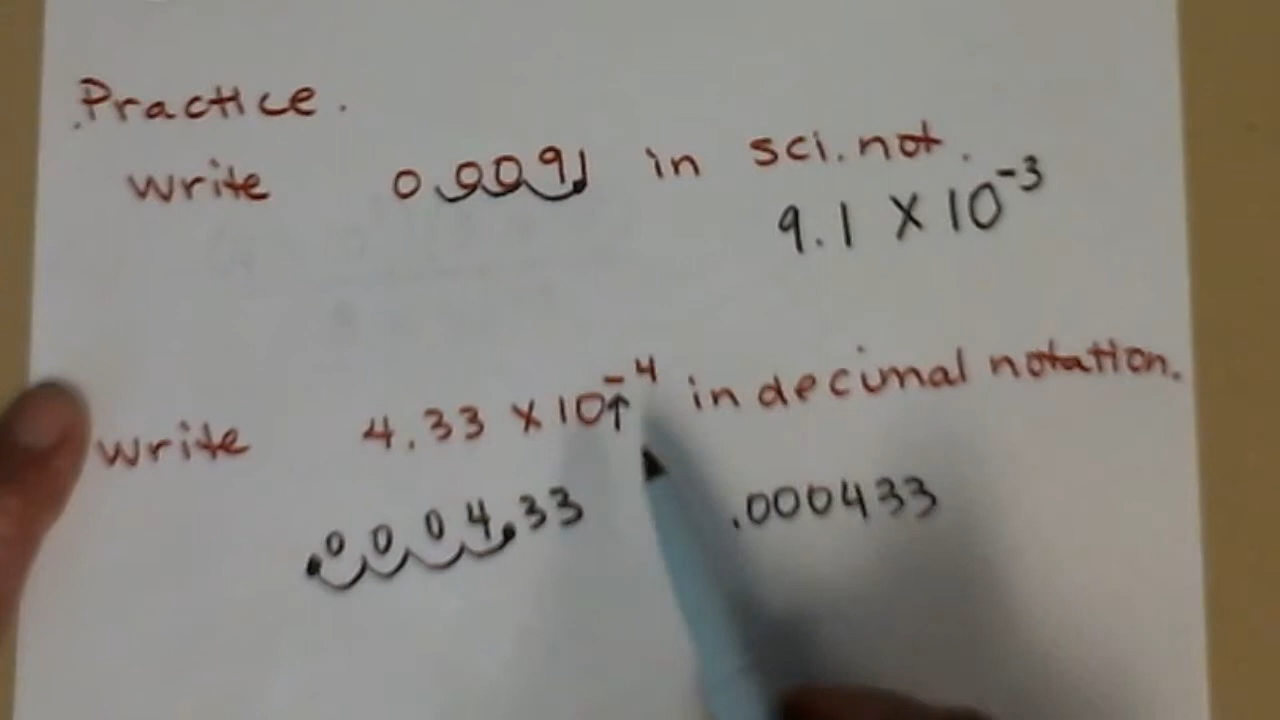 Practice.
Write 0.0091 in sci. not.
9.1 X 10⁻³
Write 4.33 x 10⁻⁴ in decimal notation.
.0004.33 .000433